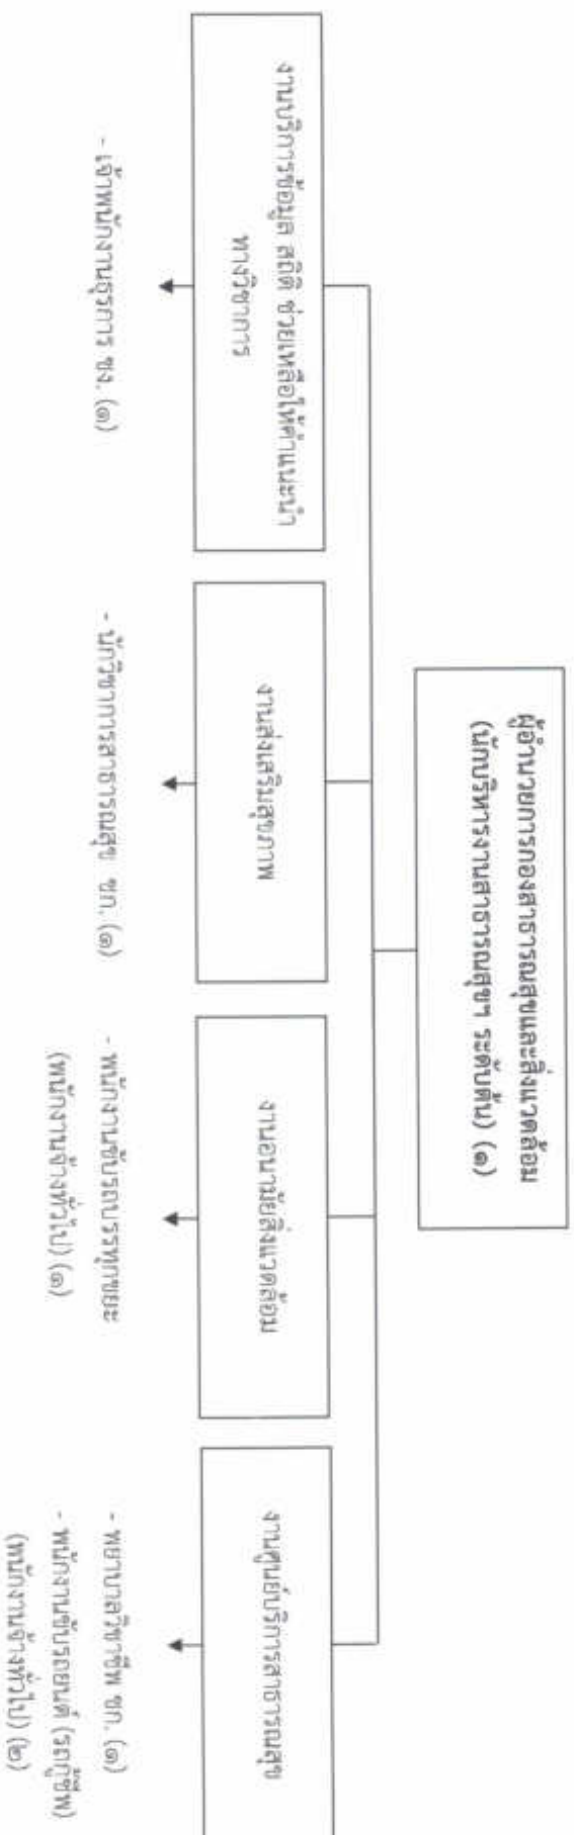 ผู้อำนวยการกองสาธารณสุขและสิ่งแวดล้อม
(นักบริหารงานสาธารณสุขฯ ระดับต้น) (๑)
งานบริการข้อมูล สถิติ ช่วยเหลือให้คำแนะนำ
ทางวิชาการ
- เจ้าพนักงานธุรการ ชง. (๑)
งานส่งเสริมสุขภาพ
- นักวิชาการสาธารณสุข ชก. (๑)
งานอนามัยสิ่งแวดล้อม
- พนักงานขับรถบรรทุกขยะ
(พนักงานจ้างทั่วไป) (๑)
งานศูนย์บริการสาธารณสุข
- พยาบาลวิชาชีพ ชก. (๑)
- พนักงานขับรถยนต์ (รถกู้ชีพ)
(พนักงานจ้างทั่วไป) (๒)